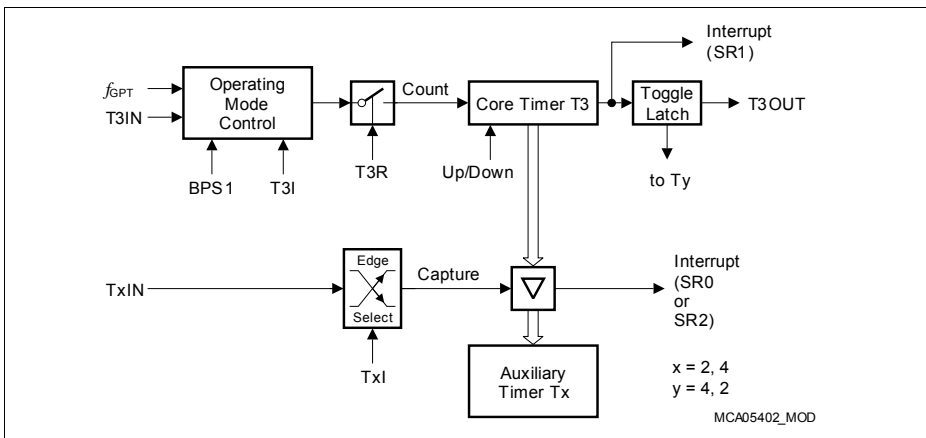 Interrupt
(SR1)
fGPT
T3IN
Operating
Mode
Control
Count
Core Timer T3
Toggle
Latch
T3OUT
BPS1
T3I
T3R
Up/Down
to Ty
TxIN
Edge
Select
Capture
Interrupt
(SR0
or
SR2)
TxI
Auxiliary
Timer Tx
x = 2, 4
y = 4, 2
MCA05402_MOD